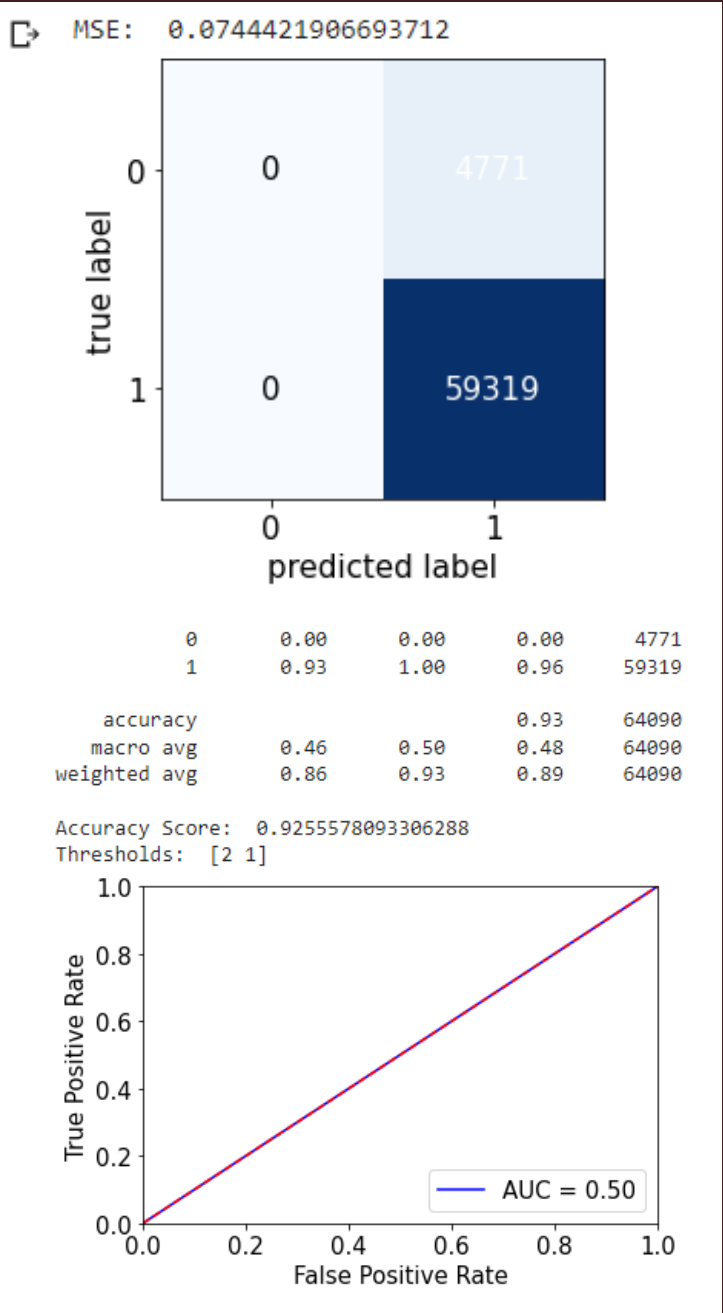 MSE: 0.0744421906693712
0 0 4771
true label
1 0 59319
0 1
predicted label
0 0.00 0.00 0.00 4771
1 0.93 1.00 0.96 59319
accuracy 0.93 64090
macro avg 0.46 0.50 0.48 64090
weighted avg 0.86 0.93 0.89 64090
Accuracy Score: 0.9255578093306288
Thresholds: [2 1]
1.0
0.8
0.6
0.4
0.2
0.0
True Positive Rate
AUC = 0.50
0.0 0.2 0.4 0.6 0.8 1.0
False Positive Rate